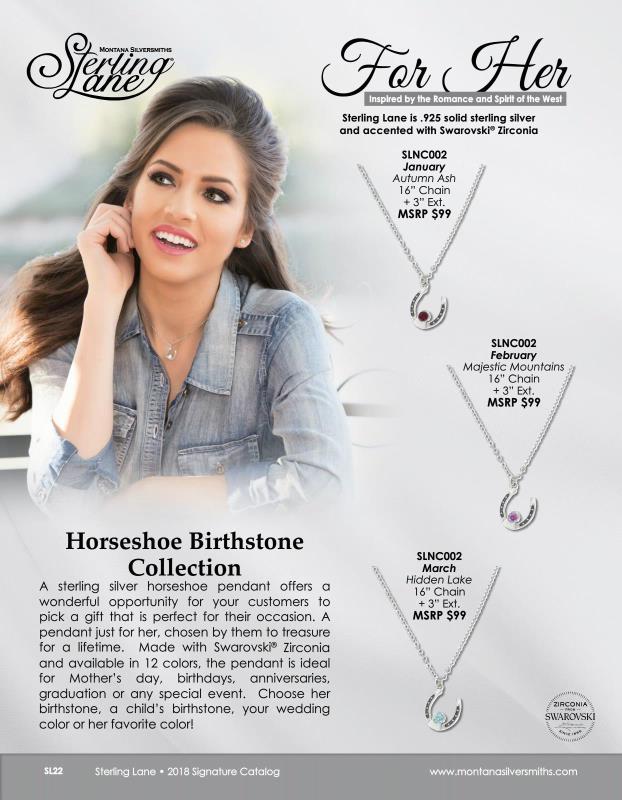 MONTANA SILVERSMITHS
Sterling
Lane
For Her
Inspired by the Romance and Spirit of the West
Sterling Lane is .925 solid sterling silver
and accented with Swarovski® Zirconia
SLNC002
January
Autumn Ash
16” Chain
+ 3” Ext.
MSRP $99
SLNC002
February
Majestic Mountains
16” Chain
+ 3” Ext.
MSRP $99
SLNC002
March
Hidden Lake
16” Chain
+ 3” Ext.
MSRP $99
Horseshoe Birthstone
Collection
A sterling silver horseshoe pendant offers a
wonderful opportunity for your customers to
pick a gift that is perfect for their occasion. A
pendant just for her, chosen by them to treasure
for a lifetime. Made with Swarovski® Zirconia
and available in 12 colors, the pendant is ideal
for Mother’s day, birthdays, anniversaries,
graduation or any special event. Choose her
birthstone, a child’s birthstone, your wedding
color or her favorite color!
ZIRCONIA
FROM
SWAROVSKI
SINCE 1895
SL22
Sterling Lane • 2018 Signature Catalog
www.montanasilversmiths.com